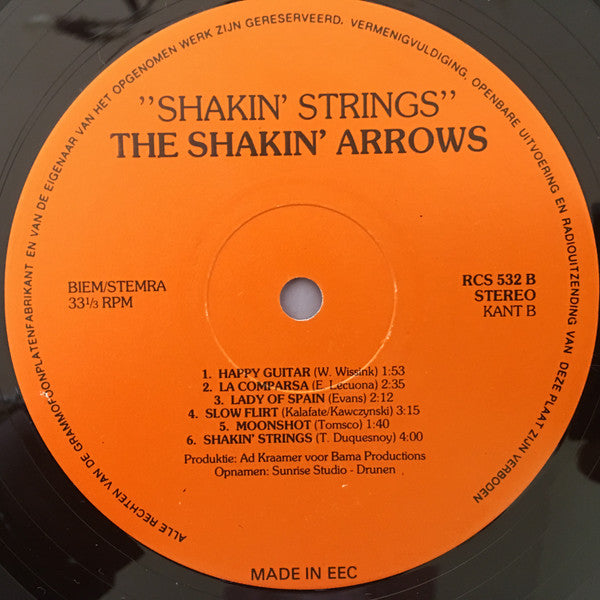 ALLE RECHTEN VAN DE GRAMMOFOONPLATENFABRIKANT EN VAN DE EIGENAAR VAN HET OPGENOMEN WERK ZIJN GERESERVEERD. VERMENIGVULDIGING, OPENBARE UITVOERING EN RADIOUITZENDING VAN DEZE PLAAT ZIJN VERBODEN
"SHAKIN' STRINGS"
THE SHAKIN' ARROWS
BIEM/STEMRA
33 1/3 RPM
RCS 532 B
STEREO
KANT B
1. HAPPY GUITAR (W. Wissink) 1:53
2. LA COMPARSA (E. Lecuona) 2:35
3. LADY OF SPAIN (Evans) 2:12
4. SLOW FLIRT (Kalafate/Kawczynski) 3:15
5. MOONSHOT (Tomsco) 1:40
6. SHAKIN' STRINGS (T. Duquesnoy) 4:00
Produktie: Ad Kraamer voor Bama Productions
Opnamen: Sunrise Studio - Drunen
MADE IN EEC